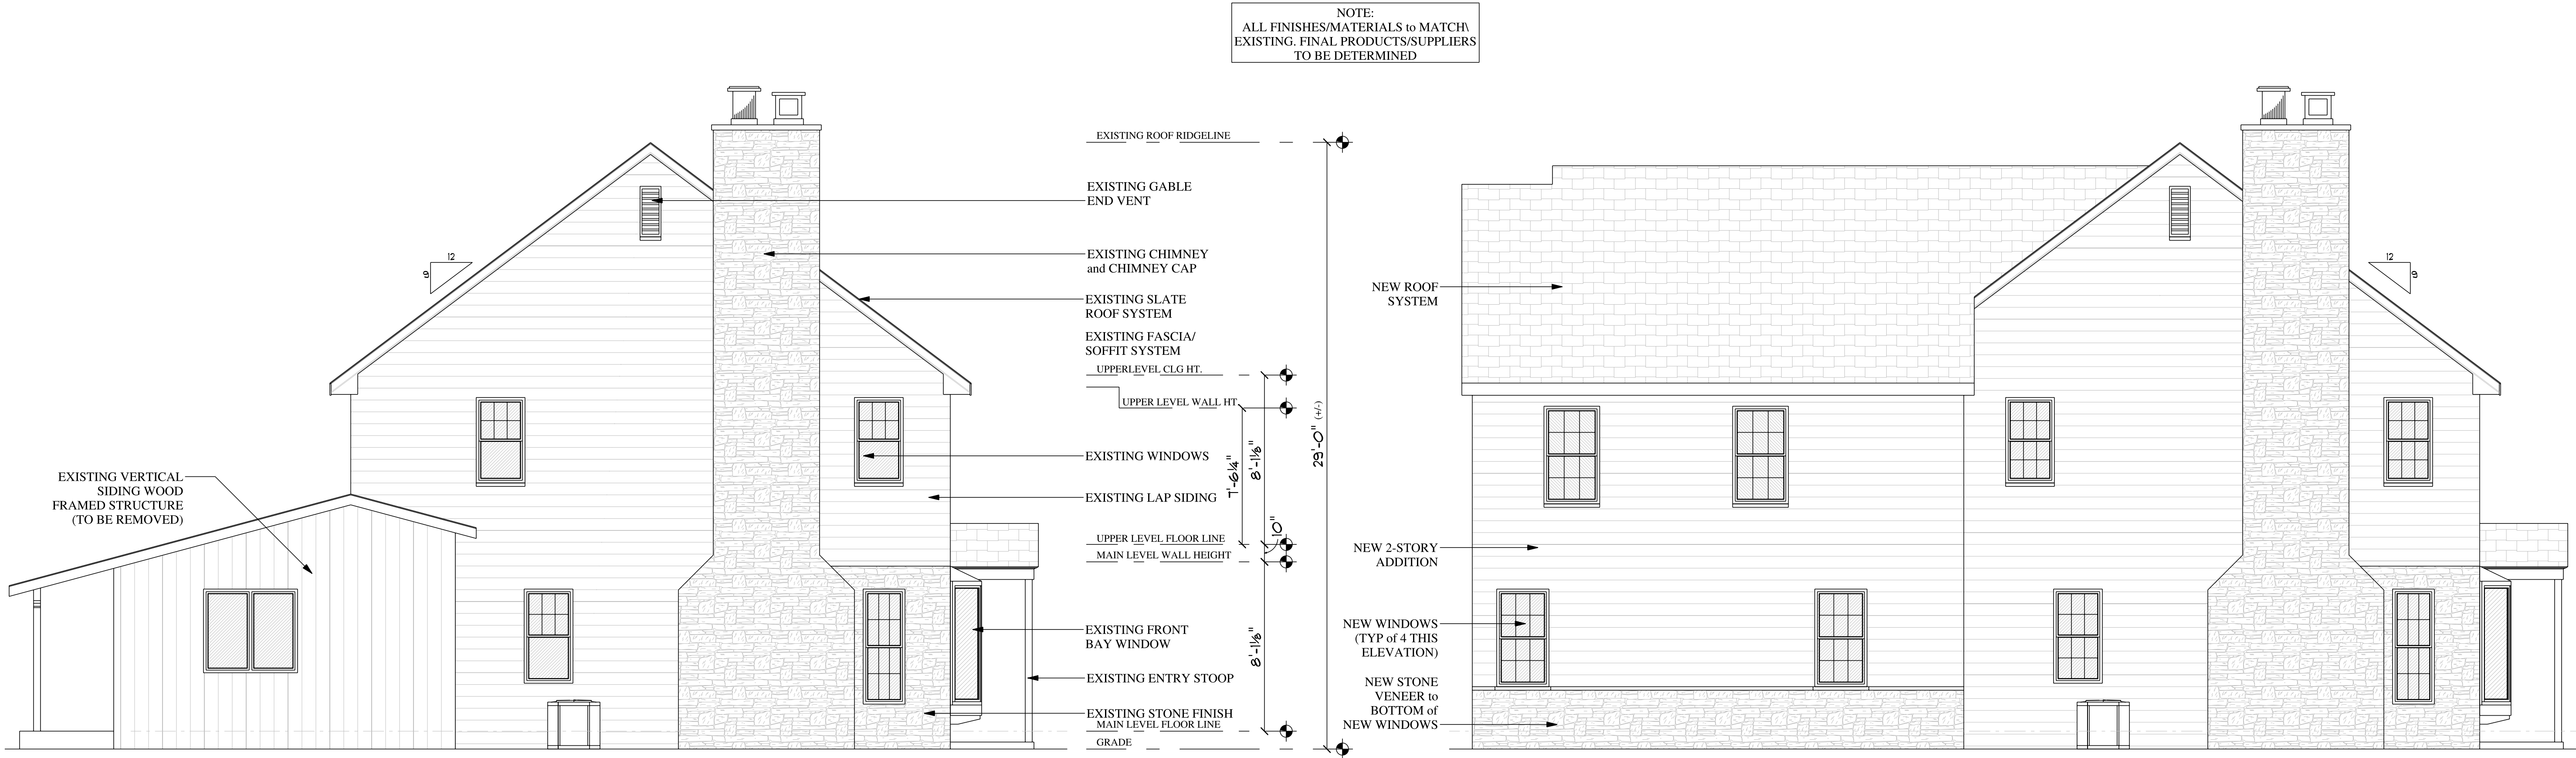 NOTE:
ALL FINISHES/MATERIALS to MATCH\
EXISTING. FINAL PRODUCTS/SUPPLIERS
TO BE DETERMINED
EXISTING ROOF RIDGELINE
EXISTING GABLE
END VENT
EXISTING CHIMNEY
and CHIMNEY CAP
EXISTING SLATE
ROOF SYSTEM
EXISTING FASCIA/
SOFFIT SYSTEM
UPPERLEVEL CLG HT.
UPPER LEVEL WALL HT.
EXISTING WINDOWS
EXISTING LAP SIDING
UPPER LEVEL FLOOR LINE
MAIN LEVEL WALL HEIGHT
EXISTING FRONT
BAY WINDOW
EXISTING ENTRY STOOP
EXISTING STONE FINISH
MAIN LEVEL FLOOR LINE
GRADE
12
9
EXISTING VERTICAL
SIDING WOOD
FRAMED STRUCTURE
(TO BE REMOVED)
7'-6¼"
8'-1⅛"
10"
8'-1⅛"
29'-0" (+/-)
NEW ROOF
SYSTEM
NEW 2-STORY
ADDITION
NEW WINDOWS
(TYP of 4 THIS
ELEVATION)
NEW STONE
VENEER to
BOTTOM of
NEW WINDOWS
12
9